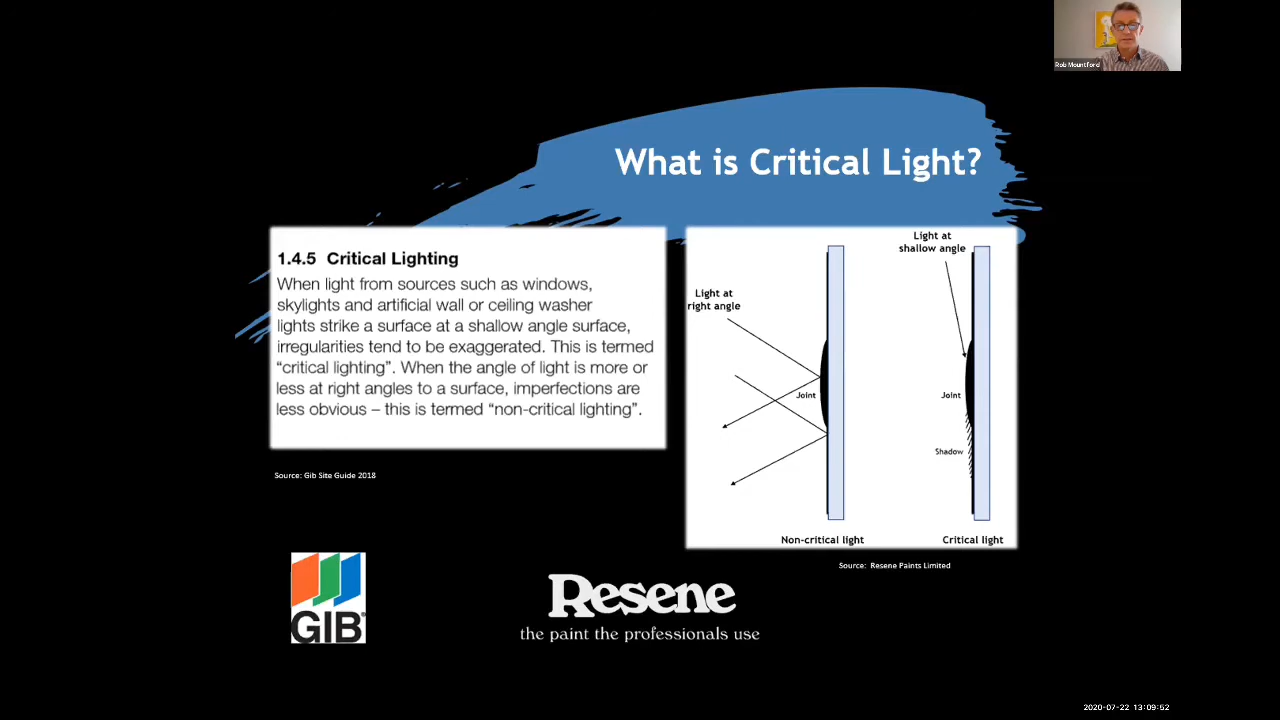 Rob Mountford
What is Critical Light?
1.4.5 Critical Lighting
When light from sources such as windows,
skylights and artificial wall or ceiling washer
lights strike a surface at a shallow angle surface,
irregularities tend to be exaggerated. This is termed
“critical lighting”. When the angle of light is more or
less at right angles to a surface, imperfections are
less obvious – this is termed “non-critical lighting”.
Source: Gib Site Guide 2018
Light at
right angle
Joint
Non-critical light
Light at
shallow angle
Joint
Shadow
Critical light
Source: Resene Paints Limited
GIB®
Resene
the paint the professionals use
2020-07-22 13:09:52